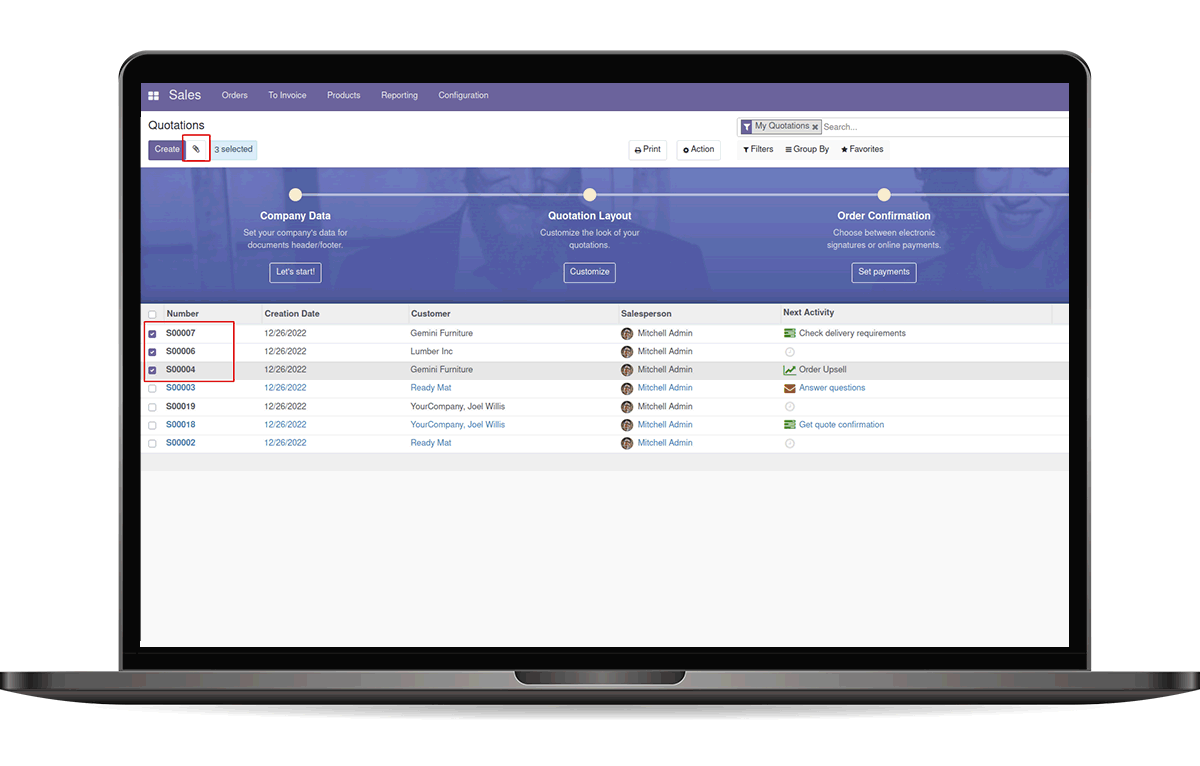 Sales Orders To Invoice Products Reporting Configuration
Quotations
My Quotations Search...
Create 3 selected Print Action Filters Group By Favorites
Company Data Quotation Layout Order Confirmation
Set your company's data for Customize the look of your Choose between electronic
documents header/footer. quotations. signatures or online payments.
Let's start! Customize Set payments
Number Creation Date Customer Salesperson Next Activity
S00007 12/26/2022 Gemini Furniture Mitchell Admin Check delivery requirements
S00006 12/26/2022 Lumber Inc Mitchell Admin
S00004 12/26/2022 Gemini Furniture Mitchell Admin Order Upsell
S00003 12/26/2022 Ready Mat Mitchell Admin Answer questions
S00019 12/26/2022 YourCompany, Joel Willis Mitchell Admin
S00018 12/26/2022 YourCompany, Joel Willis Mitchell Admin Get quote confirmation
S00002 12/26/2022 Ready Mat Mitchell Admin